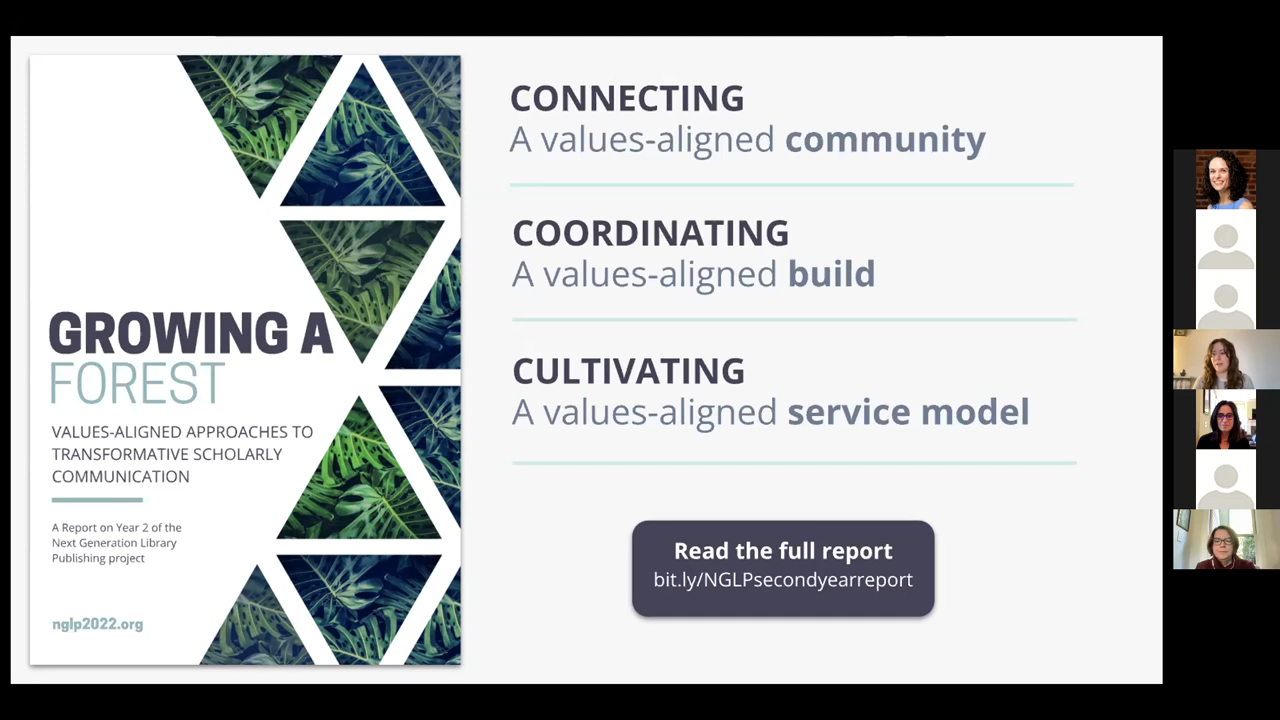 GROWING A
FOREST
VALUES-ALIGNED APPROACHES TO
TRANSFORMATIVE SCHOLARLY
COMMUNICATION
A Report on Year 2 of the
Next Generation Library
Publishing project
nglp2022.org
CONNECTING
A values-aligned community
COORDINATING
A values-aligned build
CULTIVATING
A values-aligned service model
Read the full report
bit.ly/NGLPsecondyearreport